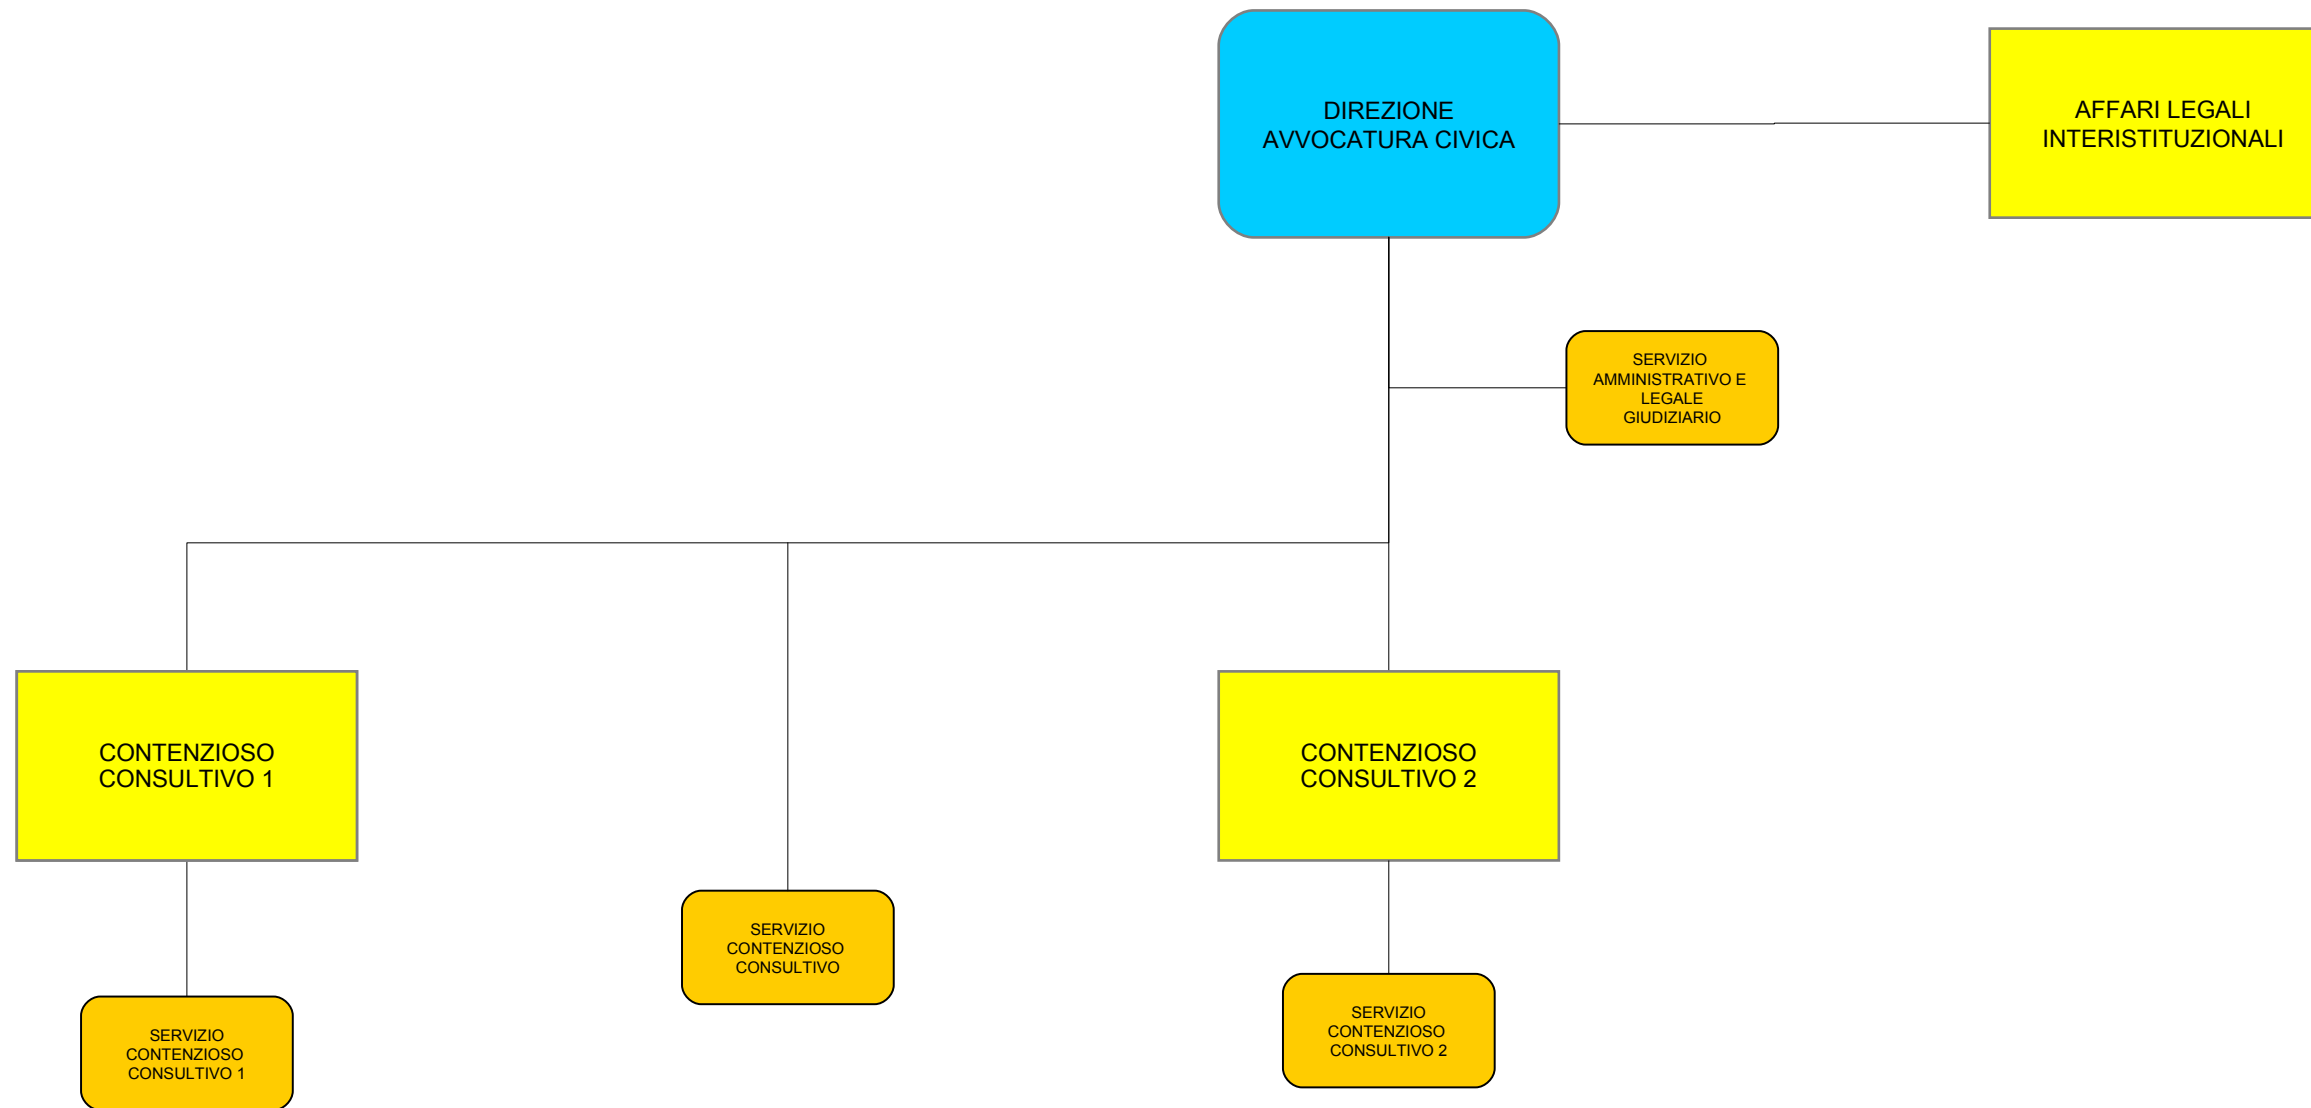 DIREZIONE
AVVOCATURA CIVICA
AFFARI LEGALI
INTERISTITUZIONALI
SERVIZIO
AMMINISTRATIVO E
LEGALE
GIUDIZIARIO
CONTENZIOSO
CONSULTIVO 1
CONTENZIOSO
CONSULTIVO 2
SERVIZIO
CONTENZIOSO
CONSULTIVO
SERVIZIO
CONTENZIOSO
CONSULTIVO 2
SERVIZIO
CONTENZIOSO
CONSULTIVO 1